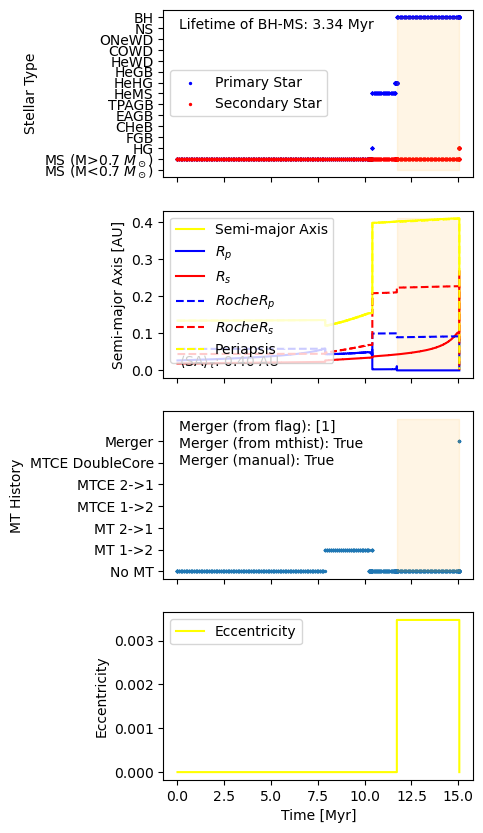 Stellar Type
BH
NS
ONeWD
COWD
HeWD
HeGB
HeHG
HeMS
TPAGB
EAGB
CHeB
FGB
HG
MS (M>0.7 M⊙)
MS (M<0.7 M⊙)
Lifetime of BH-MS: 3.34 Myr
Primary Star
Secondary Star
Semi-major Axis [AU]
0.4
0.3
0.2
0.1
0.0
Semi-major Axis
Rp
Rs
RocheRp
RocheRs
Periapsis
MT History
Merger
MTCE DoubleCore
MTCE 2->1
MTCE 1->2
MT 2->1
MT 1->2
No MT
Merger (from flag): [1]
Merger (from mthist): True
Merger (manual): True
Eccentricity
0.003
0.002
0.001
0.000
Eccentricity
0.0 2.5 5.0 7.5 10.0 12.5 15.0
Time [Myr]